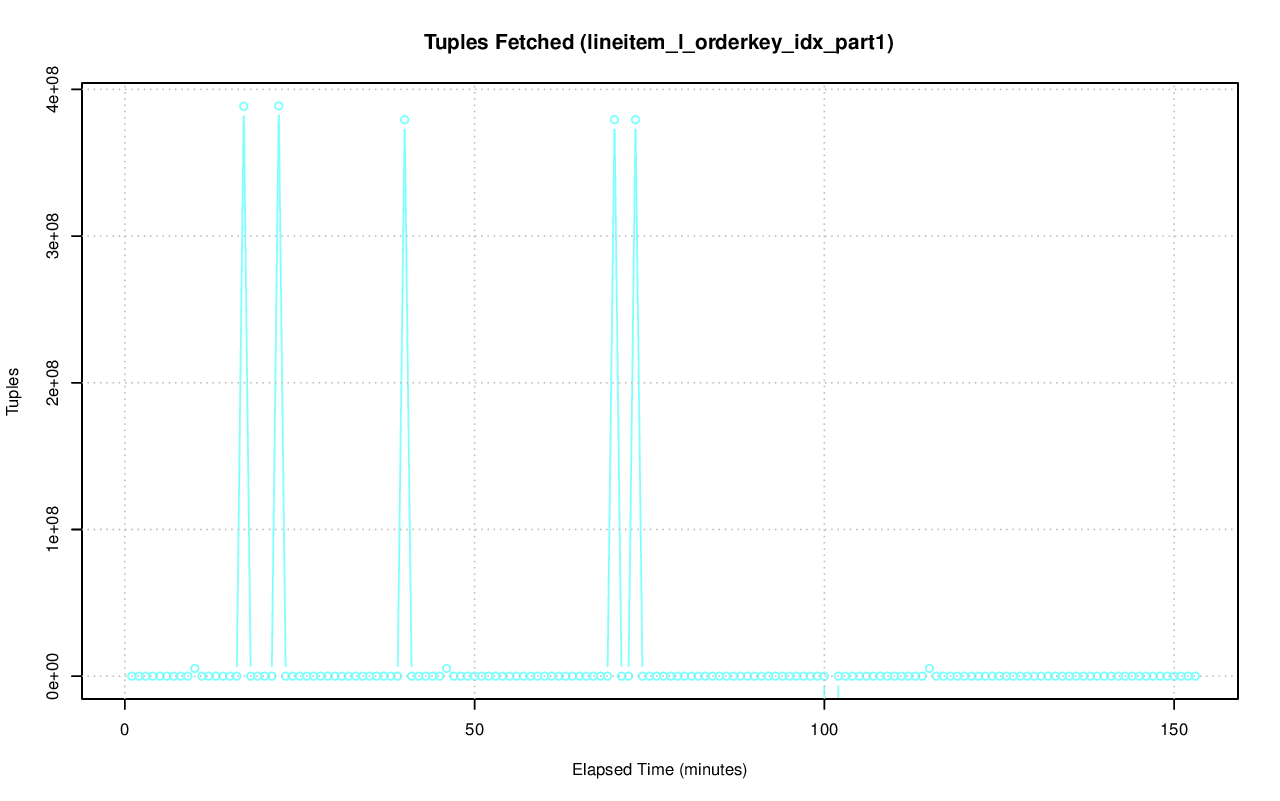 Tuples Fetched (lineitem_l_orderkey_idx_part1)
4e+08
3e+08
2e+08
1e+08
0e+00
Tuples
0 50 100 150
Elapsed Time (minutes)